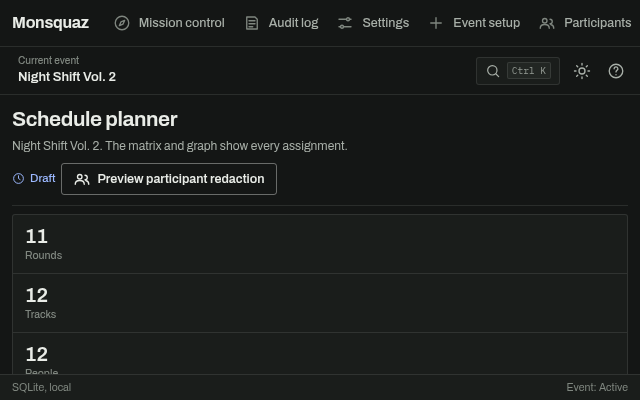 Monsquaz Mission control Audit log Settings Event setup Participants
Current event
Night Shift Vol. 2
Ctrl K
Schedule planner
Night Shift Vol. 2. The matrix and graph show every assignment.
Draft Preview participant redaction
11
Rounds
12
Tracks
12
People
SQLite, local Event: Active